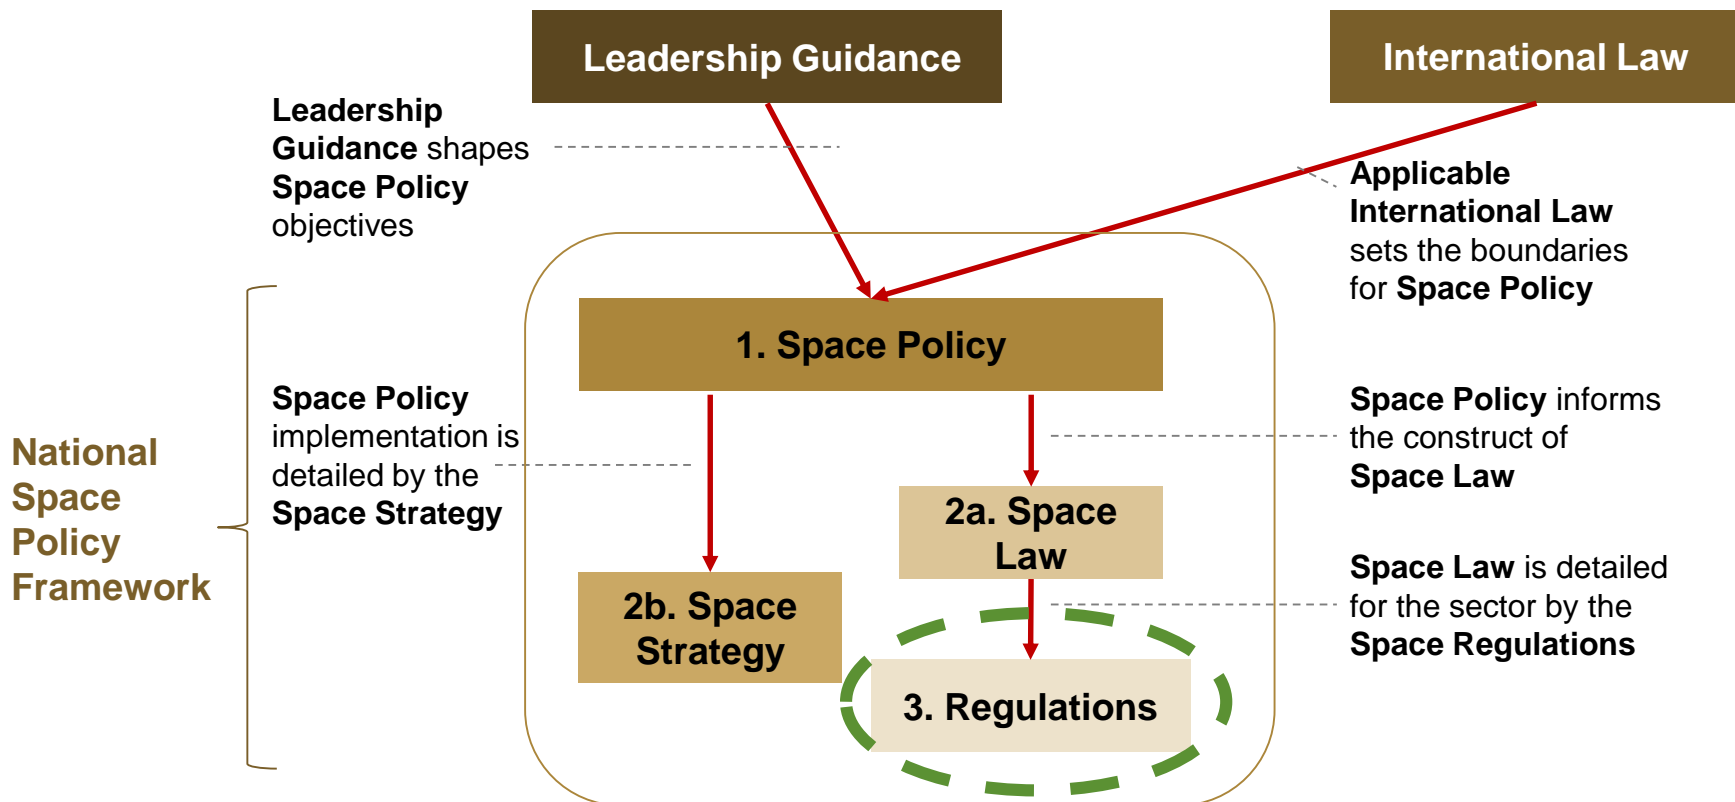 Leadership Guidance
International Law
Leadership
Guidance shapes
Space Policy
objectives
Applicable
International Law
sets the boundaries
for Space Policy
1. Space Policy
National
Space
Policy
Framework
Space Policy
implementation is
detailed by the
Space Strategy
Space Policy informs
the construct of
Space Law
2a. Space
Law
2b. Space
Strategy
Space Law is detailed
for the sector by the
Space Regulations
3. Regulations